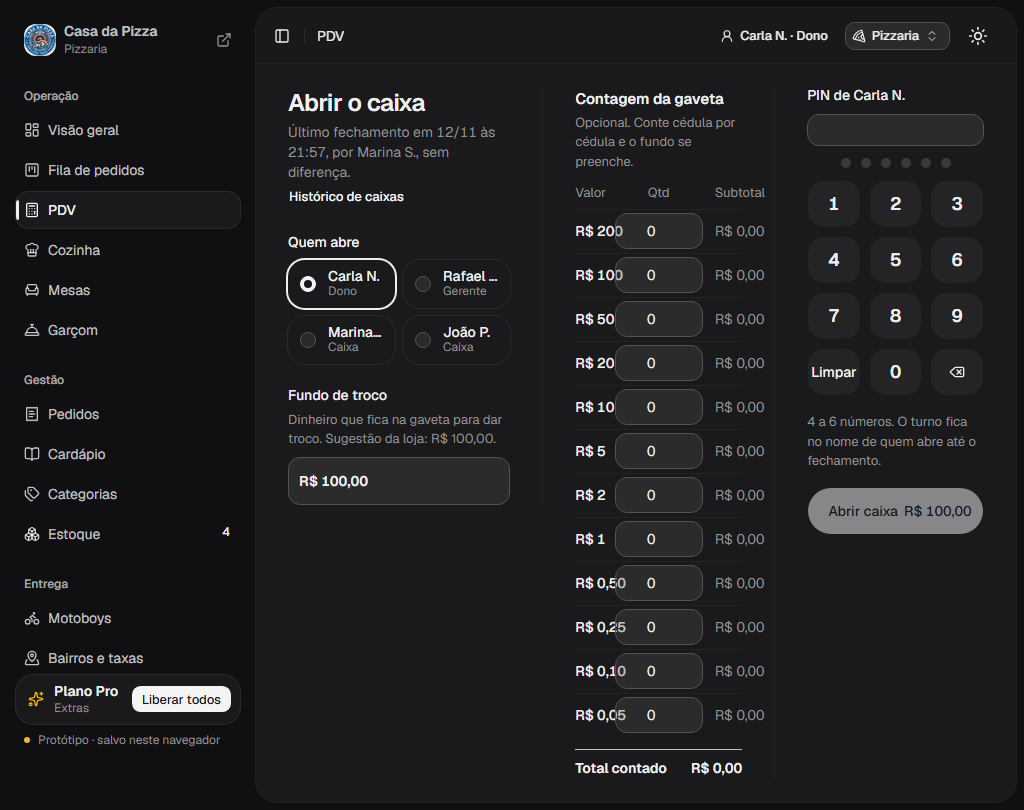 Casa da Pizza
Pizzaria
Operação
Visão geral
Fila de pedidos
PDV
Cozinha
Mesas
Garçom
Gestão
Pedidos
Cardápio
Categorias
Estoque 4
Entrega
Motoboys
Bairros e taxas
Plano Pro
Extras
Liberar todos
Protótipo · salvo neste navegador
PDV
Carla N. · Dono
Pizzaria
Abrir o caixa
Último fechamento em 12/11 às
21:57, por Marina S., sem
diferença.
Histórico de caixas
Quem abre
Carla N.
Dono
Rafael ...
Gerente
Marina...
Caixa
João P.
Caixa
Fundo de troco
Dinheiro que fica na gaveta para dar
troco. Sugestão da loja: R$ 100,00.
R$ 100,00
Contagem da gaveta
Opcional. Conte cédula por
cédula e o fundo se
preenche.
Valor Qtd Subtotal
R$ 200 0 R$ 0,00
R$ 100 0 R$ 0,00
R$ 50 0 R$ 0,00
R$ 20 0 R$ 0,00
R$ 10 0 R$ 0,00
R$ 5 0 R$ 0,00
R$ 2 0 R$ 0,00
R$ 1 0 R$ 0,00
R$ 0,50 0 R$ 0,00
R$ 0,25 0 R$ 0,00
R$ 0,10 0 R$ 0,00
R$ 0,05 0 R$ 0,00
Total contado R$ 0,00
PIN de Carla N.
1 2 3
4 5 6
7 8 9
Limpar 0
4 a 6 números. O turno fica
no nome de quem abre até o
fechamento.
Abrir caixa R$ 100,00